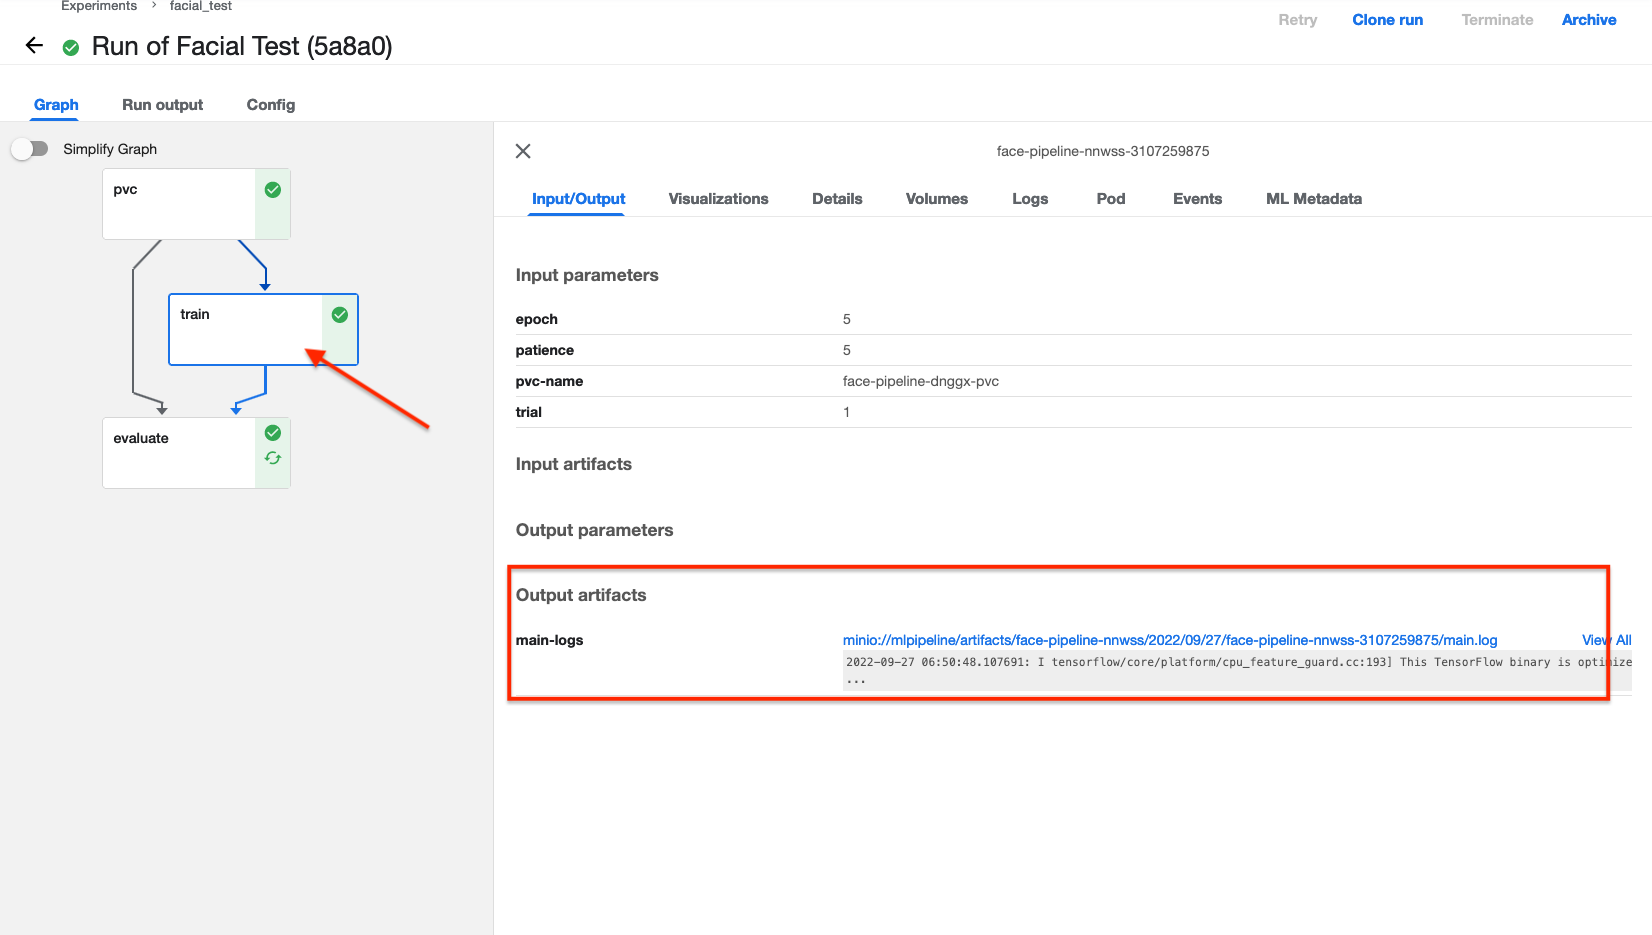 Experiments > facial_test
Retry Clone run Terminate Archive
Run of Facial Test (5a8a0)
Graph Run output Config
Simplify Graph
pvc
train
evaluate
face-pipeline-nnwss-3107259875
Input/Output Visualizations Details Volumes Logs Pod Events ML Metadata
Input parameters
epoch 5
patience 5
pvc-name face-pipeline-dnggx-pvc
trial 1
Input artifacts
Output parameters
Output artifacts
main-logs minio://mlpipeline/artifacts/face-pipeline-nnwss/2022/09/27/face-pipeline-nnwss-3107259875/main.log View All
2022-09-27 06:50:48.107691: I tensorflow/core/platform/cpu_feature_guard.cc:193] This TensorFlow binary is optimize
...